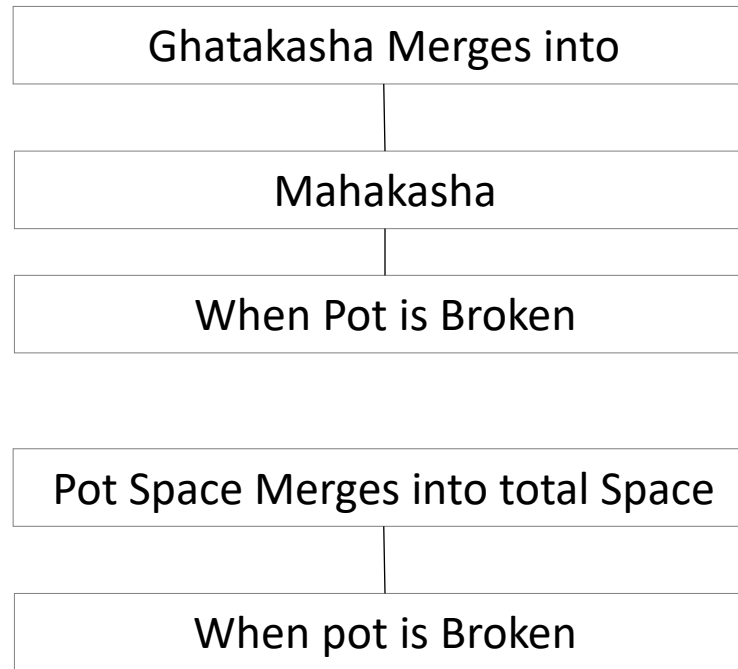 Ghatakasha Merges into
Mahakasha
When Pot is Broken
Pot Space Merges into total Space
When pot is Broken